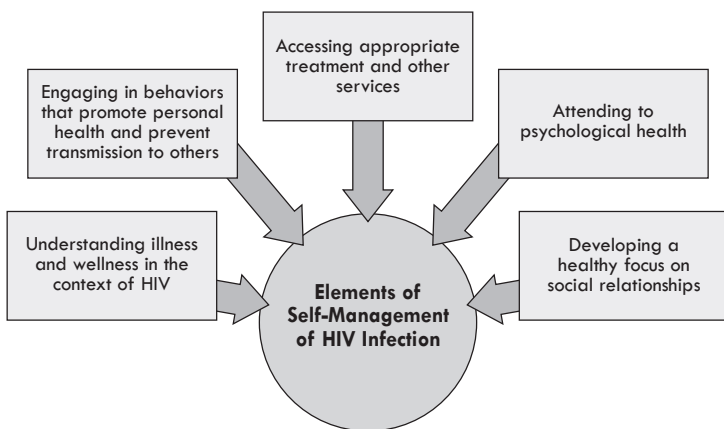 Accessing appropriate
treatment and other
services
Engaging in behaviors
that promote personal
health and prevent
transmission to others
Attending to
psychological health
Understanding illness
and wellness in the
context of HIV
Developing a
healthy focus on
social relationships
Elements of
Self-Management
of HIV Infection